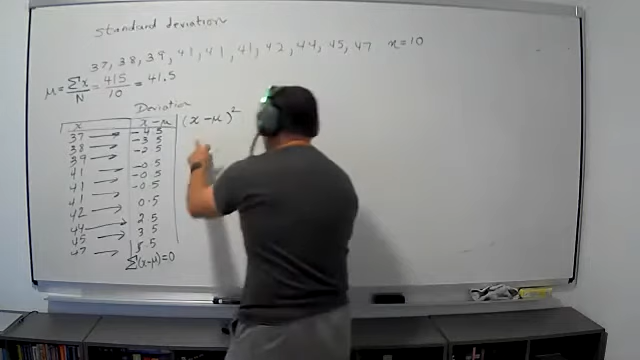 Standard deviation
37, 38, 39, 41, 41, 41, 42, 44, 45, 47 n=10
μ = Σx/N = 415/10 = 41.5
Deviation
x x-μ (x-μ)²
37 → -4.5
38 → -3.5
39 → -2.5
41 → -0.5
41 → -0.5
41 → -0.5
42 → 0.5
44 → 2.5
45 → 3.5
47 → 5.5
Σ(x-μ)=0